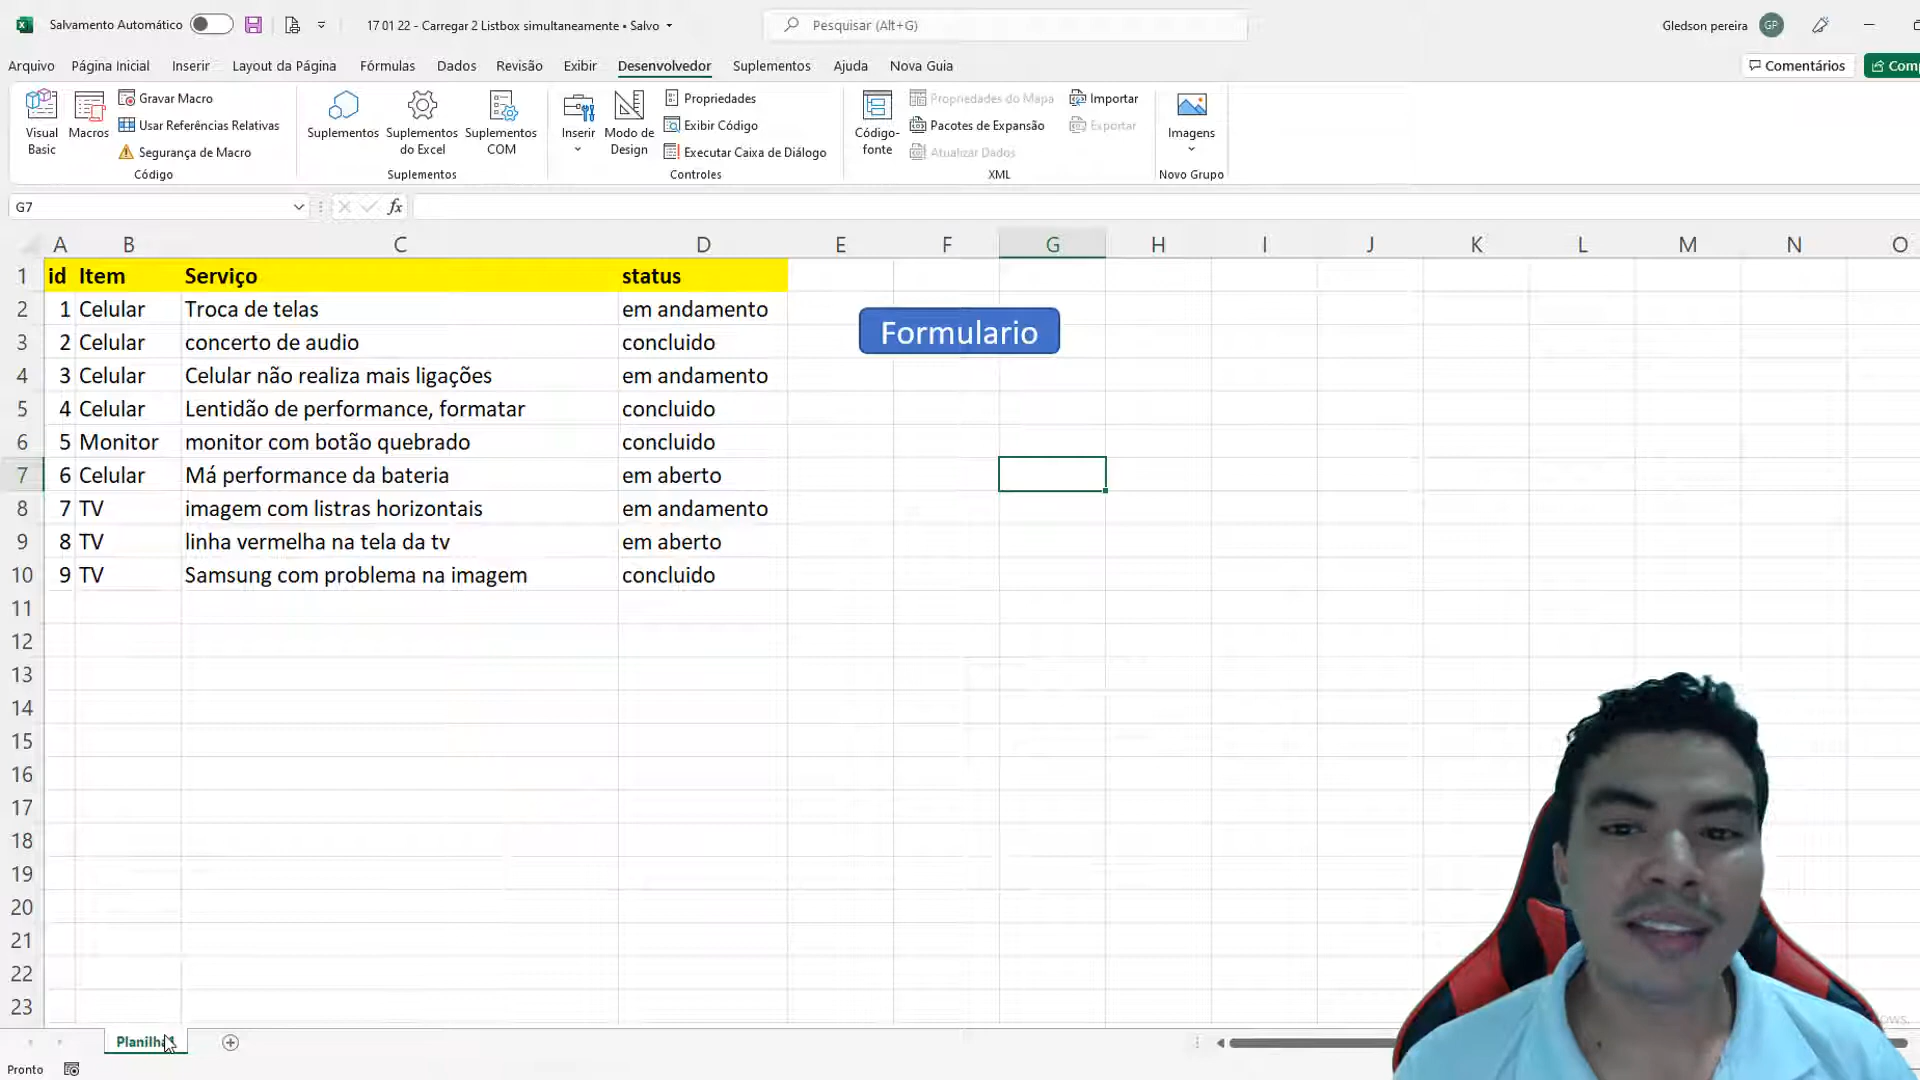 Salvamento Automático
17 01 22 - Carregar 2 Listbox simultaneamente • Salvo
Pesquisar (Alt+G)
Gledson pereira
GP
Arquivo Página Inicial Inserir Layout da Página Fórmulas Dados Revisão Exibir Desenvolvedor Suplementos Ajuda Nova Guia
Comentários
Comp
Visual Basic
Macros
Gravar Macro
Usar Referências Relativas
Segurança de Macro
Código
Suplementos
Suplementos do Excel
Suplementos COM
Suplementos
Inserir
Modo de Design
Propriedades
Exibir Código
Executar Caixa de Diálogo
Controles
Código-fonte
Propriedades do Mapa
Pacotes de Expansão
Atualizar Dados
Importar
Exportar
XML
Imagens
Novo Grupo
G7
fx
A B C D E F G H I J K L M N O
1 id Item Serviço status
2 1 Celular Troca de telas em andamento
3 2 Celular concerto de audio concluido
4 3 Celular Celular não realiza mais ligações em andamento
5 4 Celular Lentidão de performance, formatar concluido
6 5 Monitor monitor com botão quebrado concluido
7 6 Celular Má performance da bateria em aberto
8 7 TV imagem com listras horizontais em andamento
9 8 TV linha vermelha na tela da tv em aberto
10 9 TV Samsung com problema na imagem concluido
Formulario
11
12
13
14
15
16
17
18
19
20
21
22
23
Planilha1
Pronto